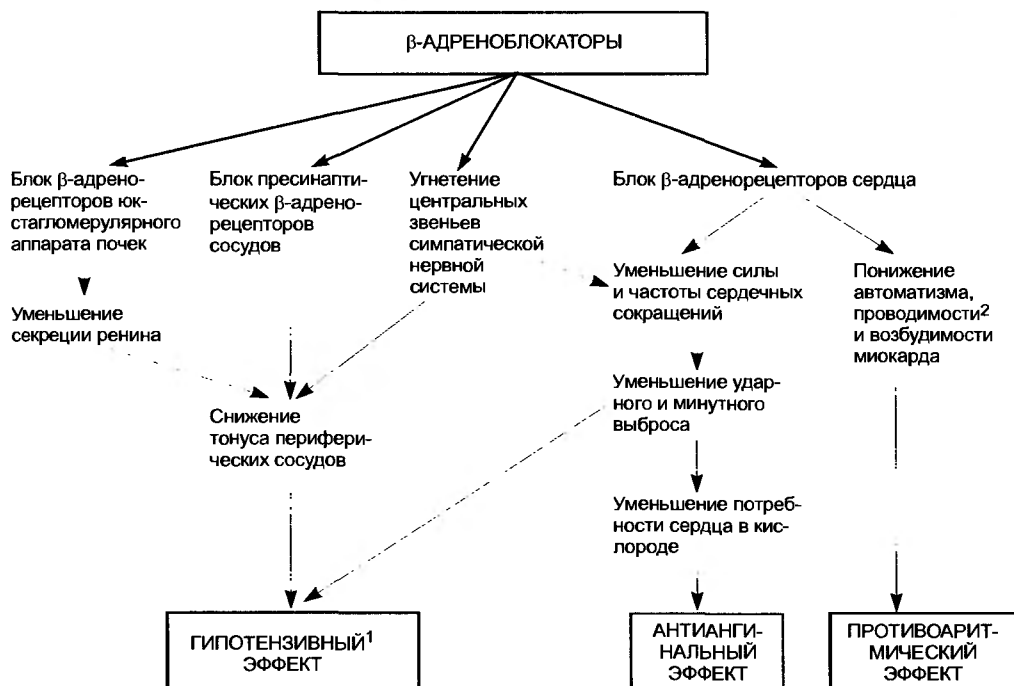 β-АДРЕНОБЛОКАТОРЫ
Блок β-адрено-
рецепторов юк-
стагломерулярного
аппарата почек
Блок пресинапти-
ческих β-адрено-
рецепторов
сосудов
Угнетение
центральных
звеньев
симпатической
нервной
системы
Блок β-адренорецепторов сердца
Уменьшение силы
и частоты сердечных
сокращений
Понижение
автоматизма,
проводимости²
и возбудимости
миокарда
Уменьшение
секреции ренина
Уменьшение удар-
ного и минутного
выброса
Снижение
тонуса перифери-
ческих сосудов
Уменьшение потреб-
ности сердца в кис-
лороде
ГИПОТЕНЗИВНЫЙ¹
ЭФФЕКТ
АНТИАНГИ-
НАЛЬНЫЙ
ЭФФЕКТ
ПРОТИВОАРИТ-
МИЧЕСКИЙ
ЭФФЕКТ